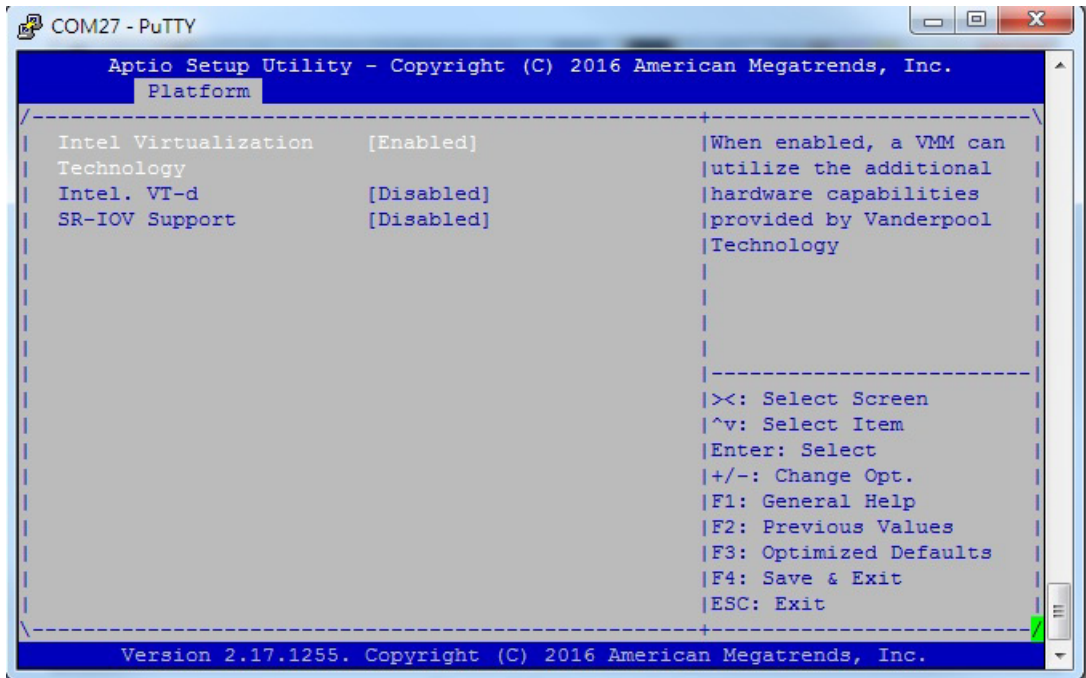 COM27 - PuTTY
Aptio Setup Utility - Copyright (C) 2016 American Megatrends, Inc.
Platform
/----------------------------------------------------+-------------------------\
| Intel Virtualization [Enabled] |When enabled, a VMM can |
| Technology |utilize the additional |
| Intel. VT-d [Disabled] |hardware capabilities |
| SR-IOV Support [Disabled] |provided by Vanderpool |
| |Technology |
| | |
| | |
| | |
| | |
| |-------------------------|
| |><: Select Screen |
| |^v: Select Item |
| |Enter: Select |
| |+/-: Change Opt. |
| |F1: General Help |
| |F2: Previous Values |
| |F3: Optimized Defaults |
| |F4: Save & Exit |
| |ESC: Exit |
\----------------------------------------------------+-------------------------/
Version 2.17.1255. Copyright (C) 2016 American Megatrends, Inc.